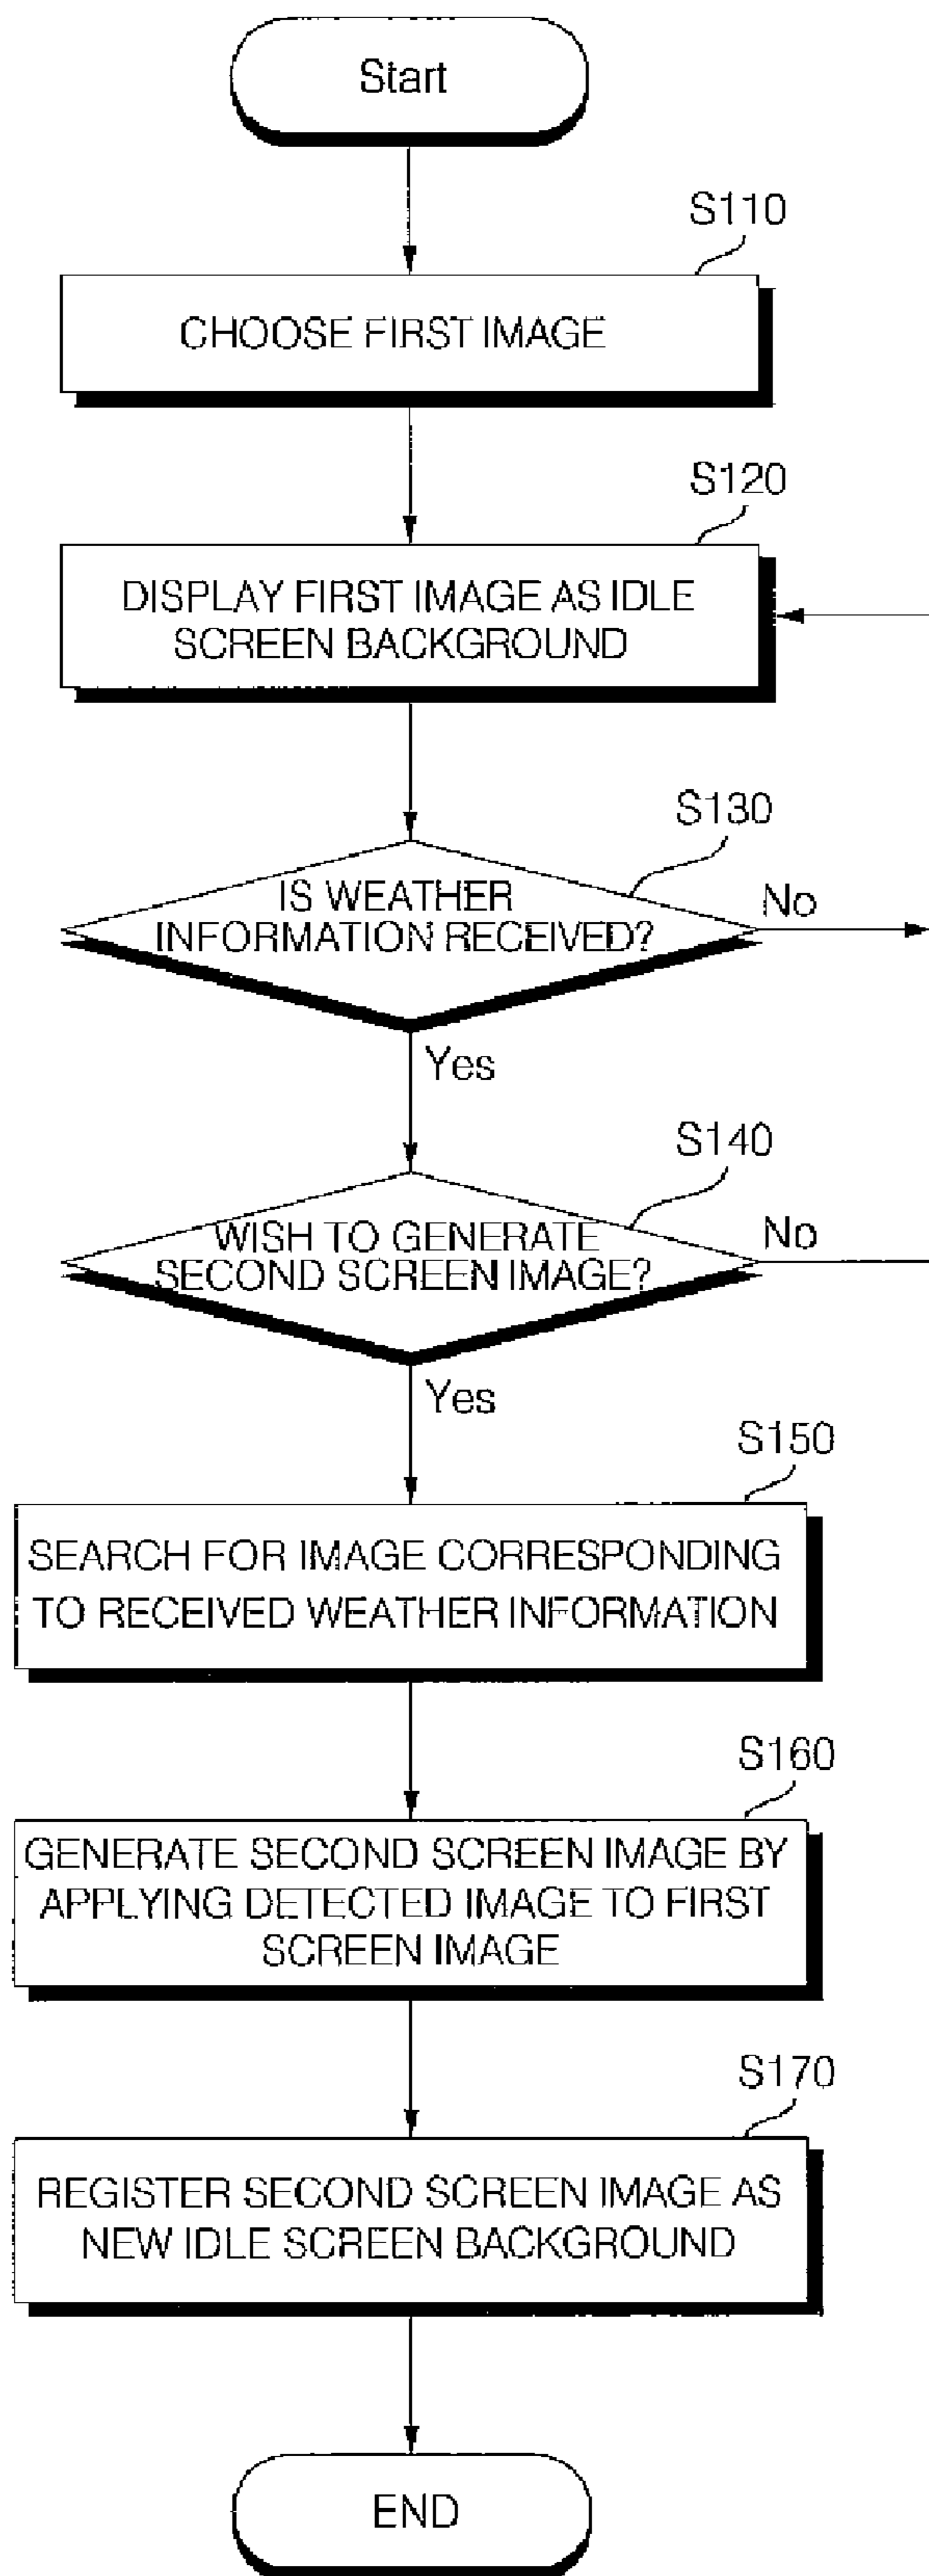 Start
S110
CHOOSE FIRST IMAGE
S120
DISPLAY FIRST IMAGE AS IDLE
SCREEN BACKGROUND
S130
IS WEATHER
INFORMATION RECEIVED?
No
Yes
S140
WISH TO GENERATE
SECOND SCREEN IMAGE?
No
Yes
S150
SEARCH FOR IMAGE CORRESPONDING
TO RECEIVED WEATHER INFORMATION
S160
GENERATE SECOND SCREEN IMAGE BY
APPLYING DETECTED IMAGE TO FIRST
SCREEN IMAGE
S170
REGISTER SECOND SCREEN IMAGE AS
NEW IDLE SCREEN BACKGROUND
END